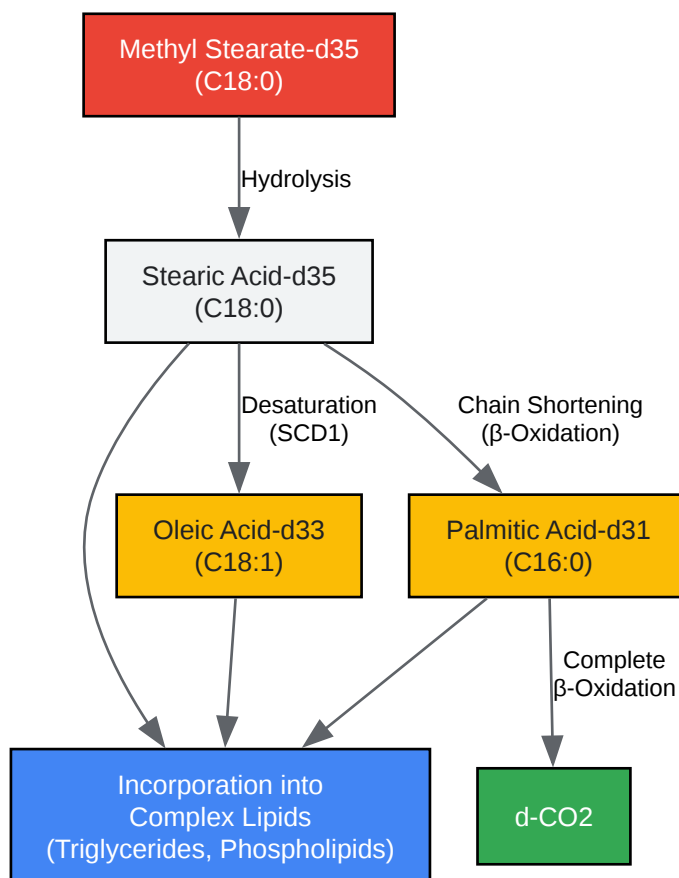 Methyl Stearate-d35
(C18:0)
Hydrolysis
Stearic Acid-d35
(C18:0)
Desaturation
(SCD1)
Chain Shortening
(β-Oxidation)
Oleic Acid-d33
(C18:1)
Palmitic Acid-d31
(C16:0)
Complete
β-Oxidation
Incorporation into
Complex Lipids
(Triglycerides, Phospholipids)
d-CO2